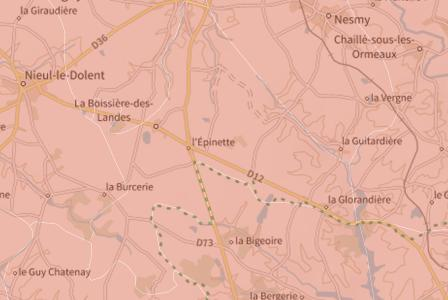 la Giraudière
Nesmy
D36
Chaillé-sous-les-
Ormeaux
Nieul-le-Dolent
La Boissière-des-
Landes
la Vergne
l'Épinette
la Guitardière
D12
la Burcerie
la Glorandière
D73
la Bigeoire
le Guy Chatenay
la Bergerie